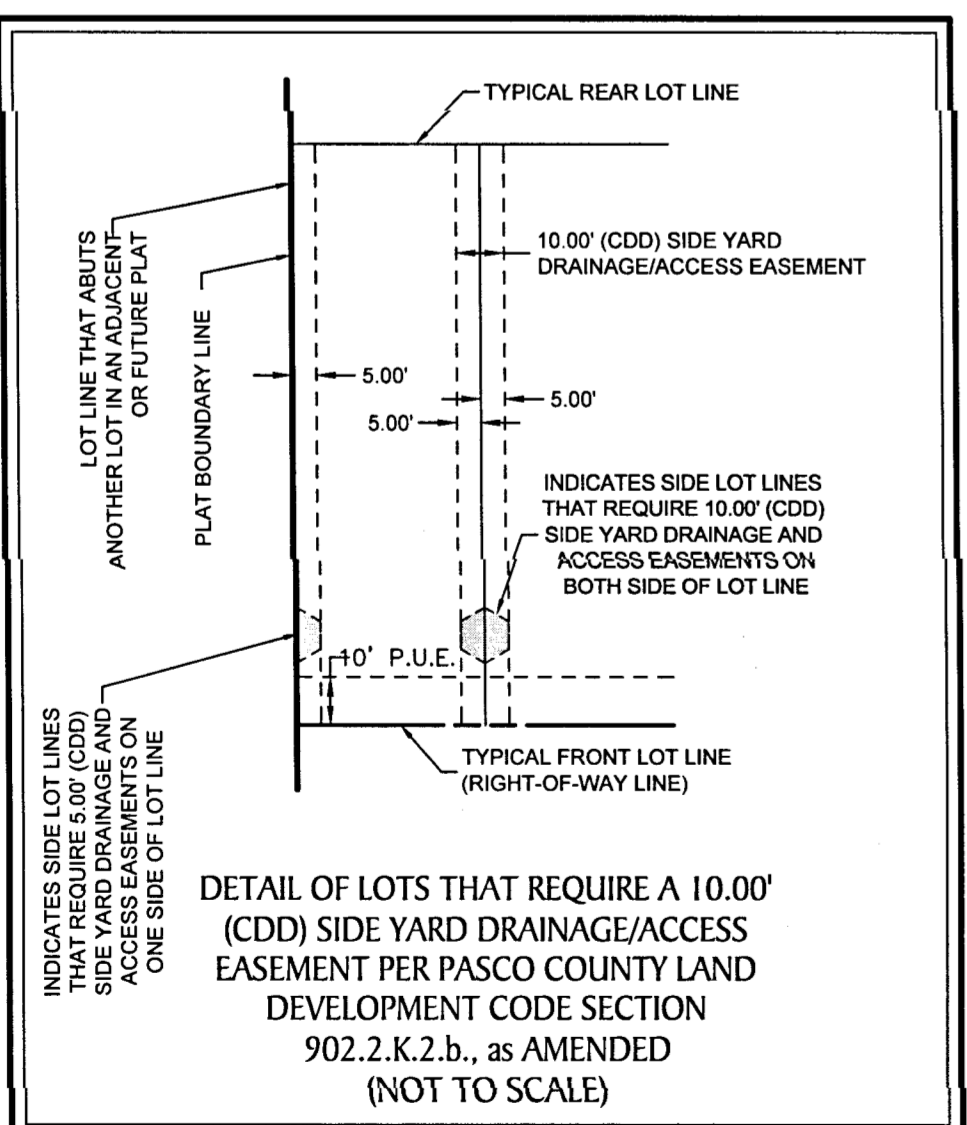 TYPICAL REAR LOT LINE
LOT LINE THAT ABUTS
ANOTHER LOT IN AN ADJACENT
OR FUTURE PLAT
PLAT BOUNDARY LINE
10.00' (CDD) SIDE YARD
DRAINAGE/ACCESS EASEMENT
5.00'
5.00'
5.00'
INDICATES SIDE LOT LINES
THAT REQUIRE 10.00' (CDD)
SIDE YARD DRAINAGE AND
ACCESS EASEMENTS ON
BOTH SIDE OF LOT LINE
10' P.U.E.
INDICATES SIDE LOT LINES
THAT REQUIRE 5.00' (CDD)
SIDE YARD DRAINAGE AND
ACCESS EASEMENTS ON
ONE SIDE OF LOT LINE
TYPICAL FRONT LOT LINE
(RIGHT-OF-WAY LINE)
DETAIL OF LOTS THAT REQUIRE A 10.00'
(CDD) SIDE YARD DRAINAGE/ACCESS
EASEMENT PER PASCO COUNTY LAND
DEVELOPMENT CODE SECTION
902.2.K.2.b., as AMENDED
(NOT TO SCALE)